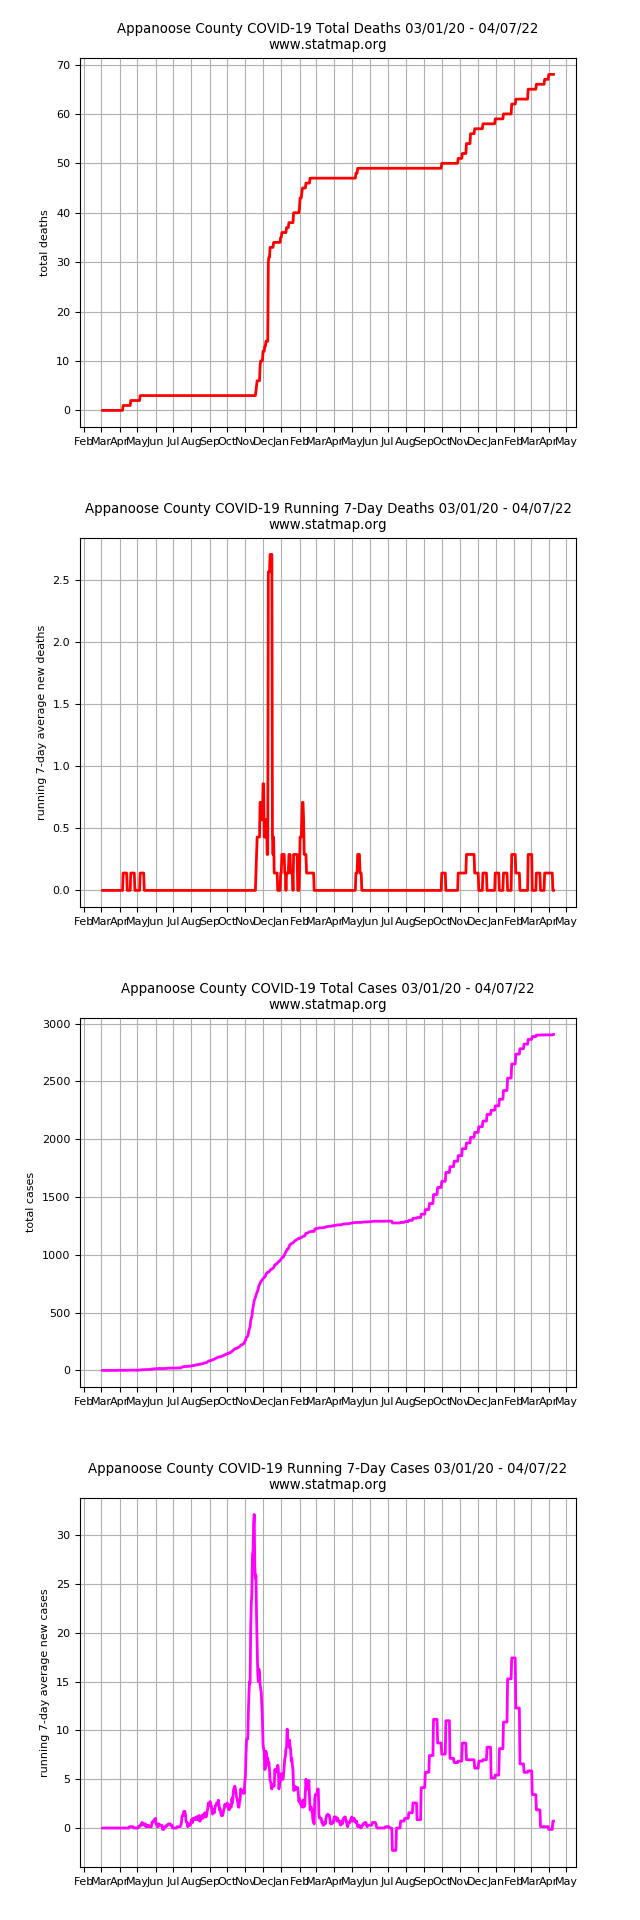 Appanoose County COVID-19 Total Deaths 03/01/20 - 04/07/22
www.statmap.org
70
60
50
40
30
20
10
0
total deaths
Feb Mar Apr May Jun Jul Aug Sep Oct Nov Dec Jan Feb Mar Apr May Jun Jul Aug Sep Oct Nov Dec Jan Feb Mar Apr May
Appanoose County COVID-19 Running 7-Day Deaths 03/01/20 - 04/07/22
www.statmap.org
2.5
2.0
1.5
1.0
0.5
0.0
running 7-day average new deaths
Feb Mar Apr May Jun Jul Aug Sep Oct Nov Dec Jan Feb Mar Apr May Jun Jul Aug Sep Oct Nov Dec Jan Feb Mar Apr May
Appanoose County COVID-19 Total Cases 03/01/20 - 04/07/22
www.statmap.org
3000
2500
2000
1500
1000
500
0
total cases
Feb Mar Apr May Jun Jul Aug Sep Oct Nov Dec Jan Feb Mar Apr May Jun Jul Aug Sep Oct Nov Dec Jan Feb Mar Apr May
Appanoose County COVID-19 Running 7-Day Cases 03/01/20 - 04/07/22
www.statmap.org
30
25
20
15
10
5
0
running 7-day average new cases
Feb Mar Apr May Jun Jul Aug Sep Oct Nov Dec Jan Feb Mar Apr May Jun Jul Aug Sep Oct Nov Dec Jan Feb Mar Apr May